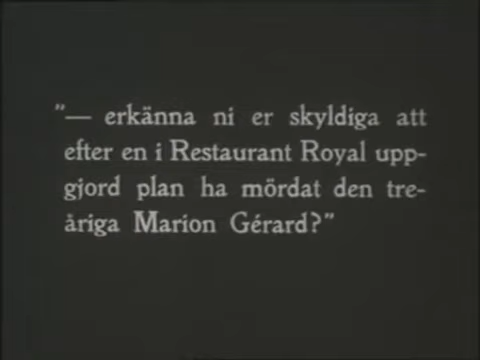 "— erkänna ni er skyldiga att
efter en i Restaurant Royal upp-
gjord plan ha mördat den tre-
åriga Marion Gérard?"